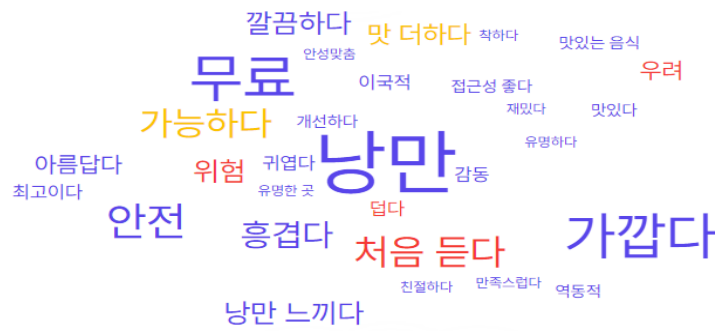 깔끔하다
맛 더하다
착하다
맛있는 음식
안성맞춤
무료
이국적
접근성 좋다
우려
가능하다
개선하다
재밌다
맛있다
유명하다
낭만
아름답다
위험
귀엽다
감동
최고이다
유명한 곳
안전
흥겹다
덥다
처음 듣다
가깝다
친절하다
만족스럽다
역동적
낭만 느끼다